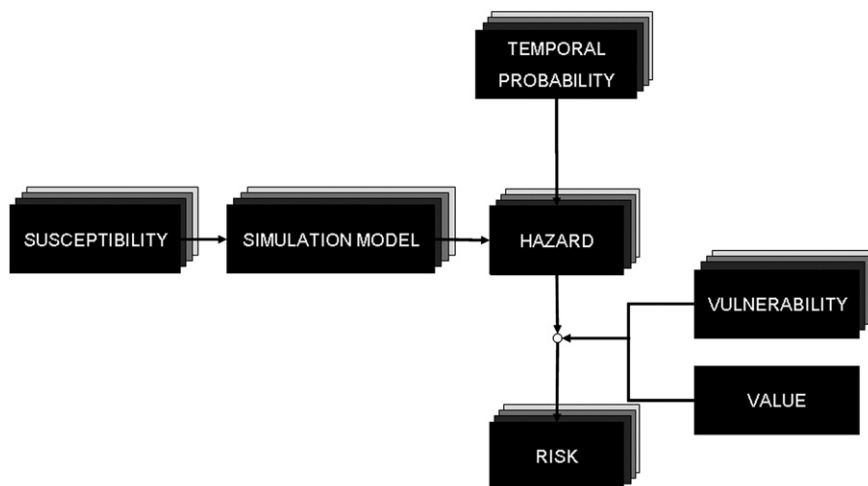 TEMPORAL
PROBABILITY
SUSCEPTIBILITY
SIMULATION MODEL
HAZARD
VULNERABILITY
VALUE
RISK